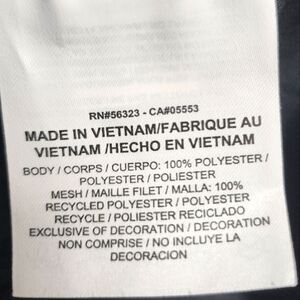 RN#56323 - CA#05553
MADE IN VIETNAM/FABRIQUE AU
VIETNAM /HECHO EN VIETNAM
BODY / CORPS / CUERPO: 100% POLYESTER /
POLYESTER / POLIESTER
MESH / MAILLE FILET / MALLA: 100%
RECYCLED POLYESTER / POLYESTER
RECYCLE / POLIESTER RECICLADO
EXCLUSIVE OF DECORATION / DECORATION
NON COMPRISE / NO INCLUYE LA
DECORACION